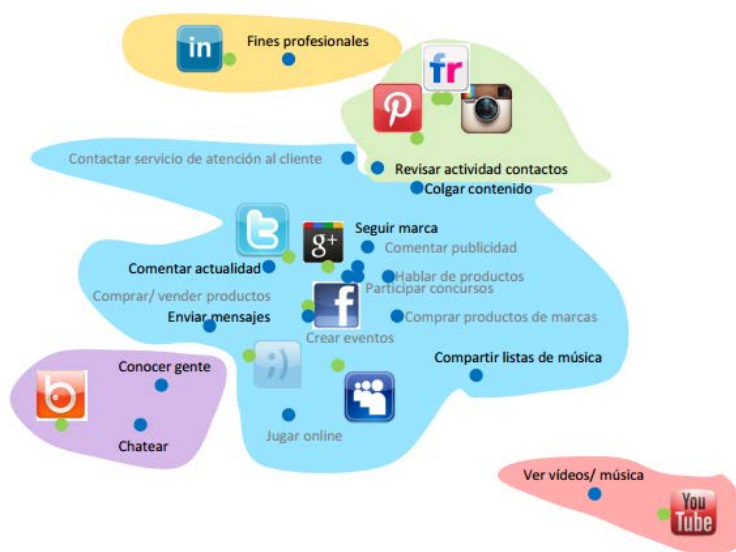 in
Fines profesionales
fr
Contactar servicio de atención al cliente
Revisar actividad contactos
Colgar contenido
Seguir marca
g+
Comentar publicidad
Comentar actualidad
Hablar de productos
Comprar/ vender productos
Participar concursos
f
Enviar mensajes
Comprar productos de marcas
Crear eventos
;)
Conocer gente
Compartir listas de música
b
Chatear
Jugar online
Ver vídeos/ música
You
Tube